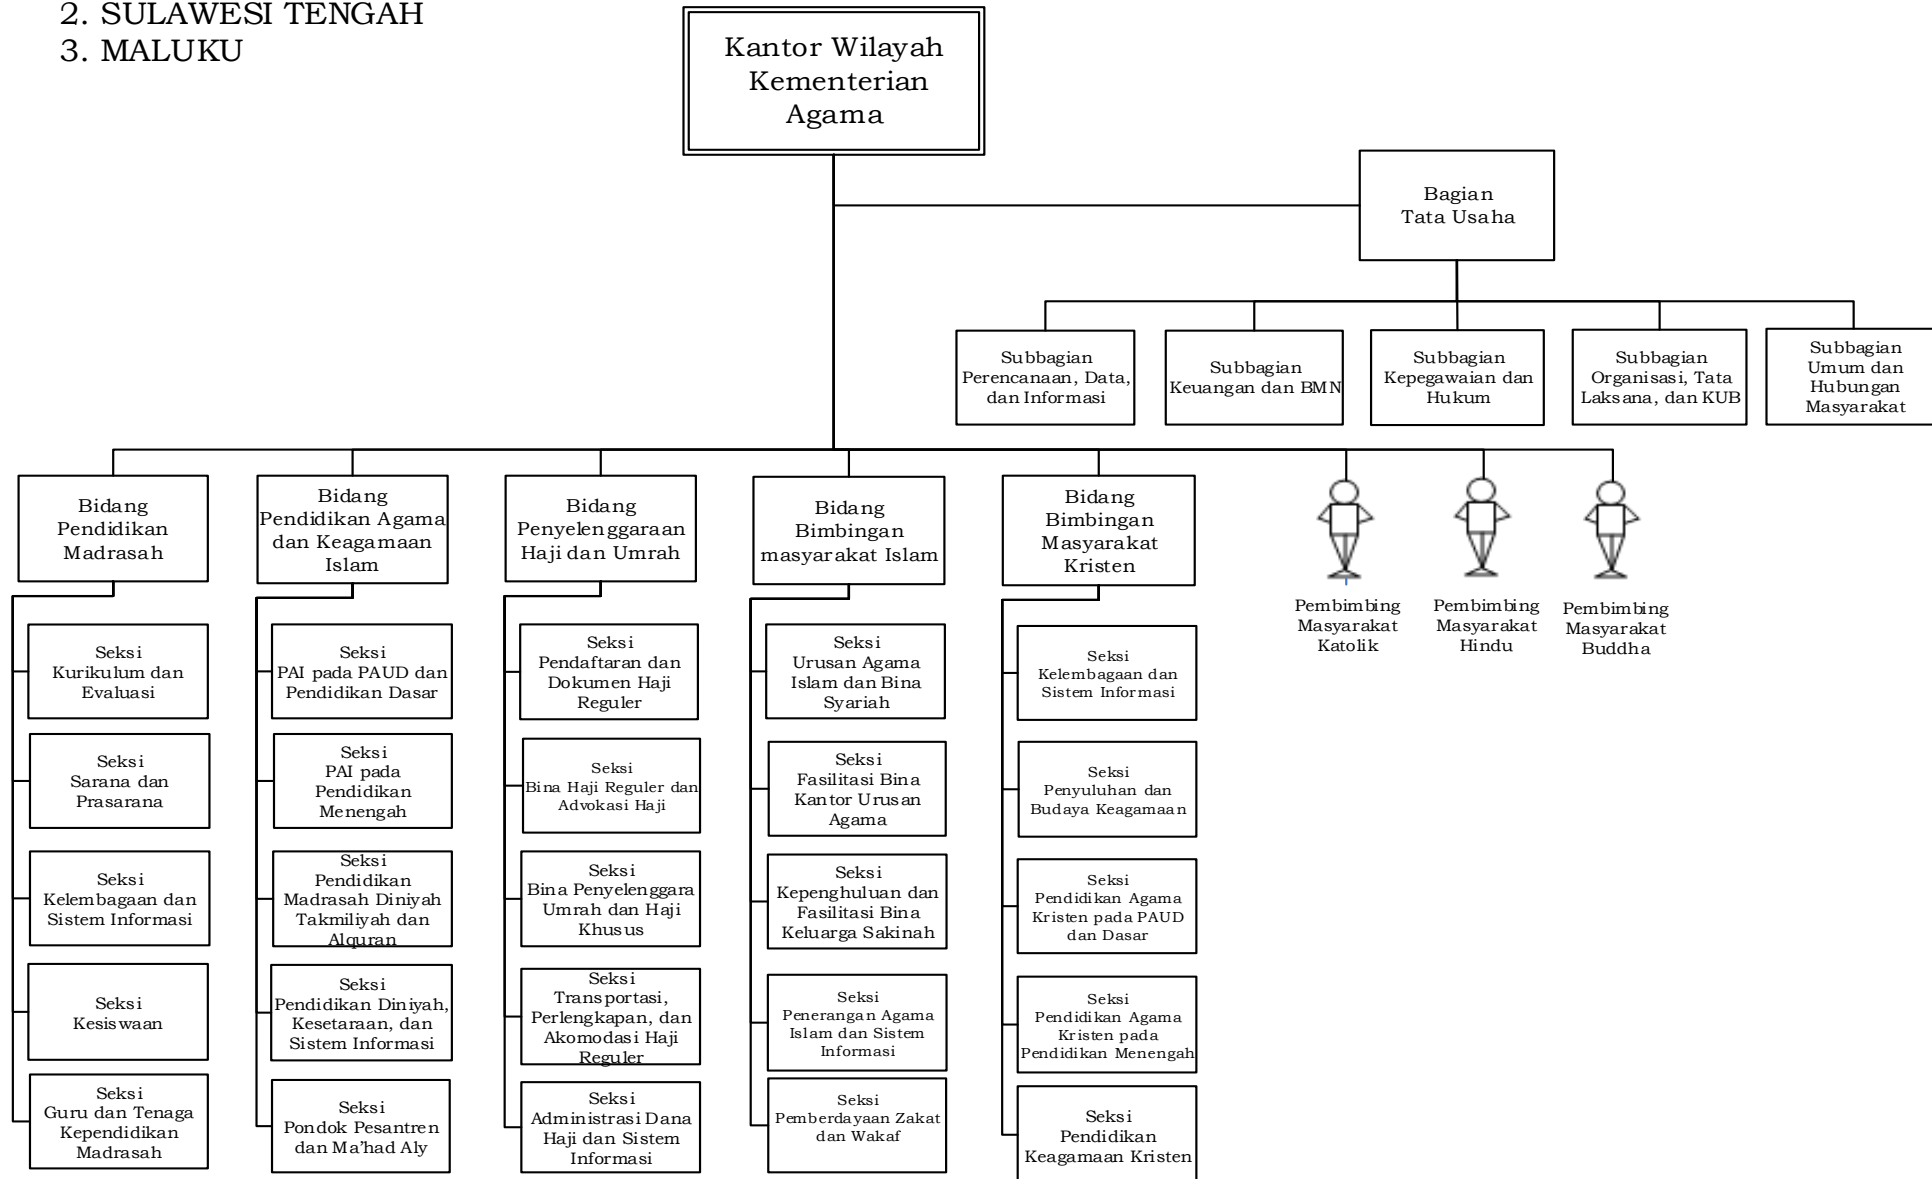 2. SULAWESI TENGAH
3. MALUKU
Kantor Wilayah
Kementerian
Agama
Bagian
Tata Usaha
Subbagian
Perencanaan, Data,
dan Informasi
Subbagian
Keuangan dan BMN
Subbagian
Kepegawaian dan
Hukum
Subbagian
Organisasi, Tata
Laksana, dan KUB
Subbagian
Umum dan
Hubungan
Masyarakat
Bidang
Pendidikan
Madrasah
Bidang
Pendidikan Agama
dan Keagamaan
Islam
Bidang
Penyelenggaraan
Haji dan Umrah
Bidang
Bimbingan
masyarakat Islam
Bidang
Bimbingan
Masyarakat
Kristen
Pembimbing
Masyarakat
Katolik
Pembimbing
Masyarakat
Hindu
Pembimbing
Masyarakat
Buddha
Seksi
Kurikulum dan
Evaluasi
Seksi
Sarana dan
Prasarana
Seksi
Kelembagaan dan
Sistem Informasi
Seksi
Kesiswaan
Seksi
Guru dan Tenaga
Kependidikan
Madrasah
Seksi
PAI pada PAUD dan
Pendidikan Dasar
Seksi
PAI pada
Pendidikan
Menengah
Seksi
Pendidikan
Madrasah Diniyah
Takmiliyah dan
Alquran
Seksi
Pendidikan Diniyah,
Kesetaraan, dan
Sistem Informasi
Seksi
Pondok Pesantren
dan Ma'had Aly
Seksi
Pendaftaran dan
Dokumen Haji
Reguler
Seksi
Bina Haji Reguler dan
Advokasi Haji
Seksi
Bina Penyelenggara
Umrah dan Haji
Khusus
Seksi
Transportasi,
Perlengkapan, dan
Akomodasi Haji
Reguler
Seksi
Administrasi Dana
Haji dan Sistem
Informasi
Seksi
Urusan Agama
Islam dan Bina
Syariah
Seksi
Fasilitasi Bina
Kantor Urusan
Agama
Seksi
Kepenghuluan dan
Fasilitasi Bina
Keluarga Sakinah
Seksi
Penerangan Agama
Islam dan Sistem
Informasi
Seksi
Pemberdayaan Zakat
dan Wakaf
Seksi
Kelembagaan dan
Sistem Informasi
Seksi
Penyuluhan dan
Budaya Keagamaan
Seksi
Pendidikan Agama
Kristen pada PAUD
dan Dasar
Seksi
Pendidikan Agama
Kristen pada
Pendidikan Menengah
Seksi
Pendidikan
Keagamaan Kristen